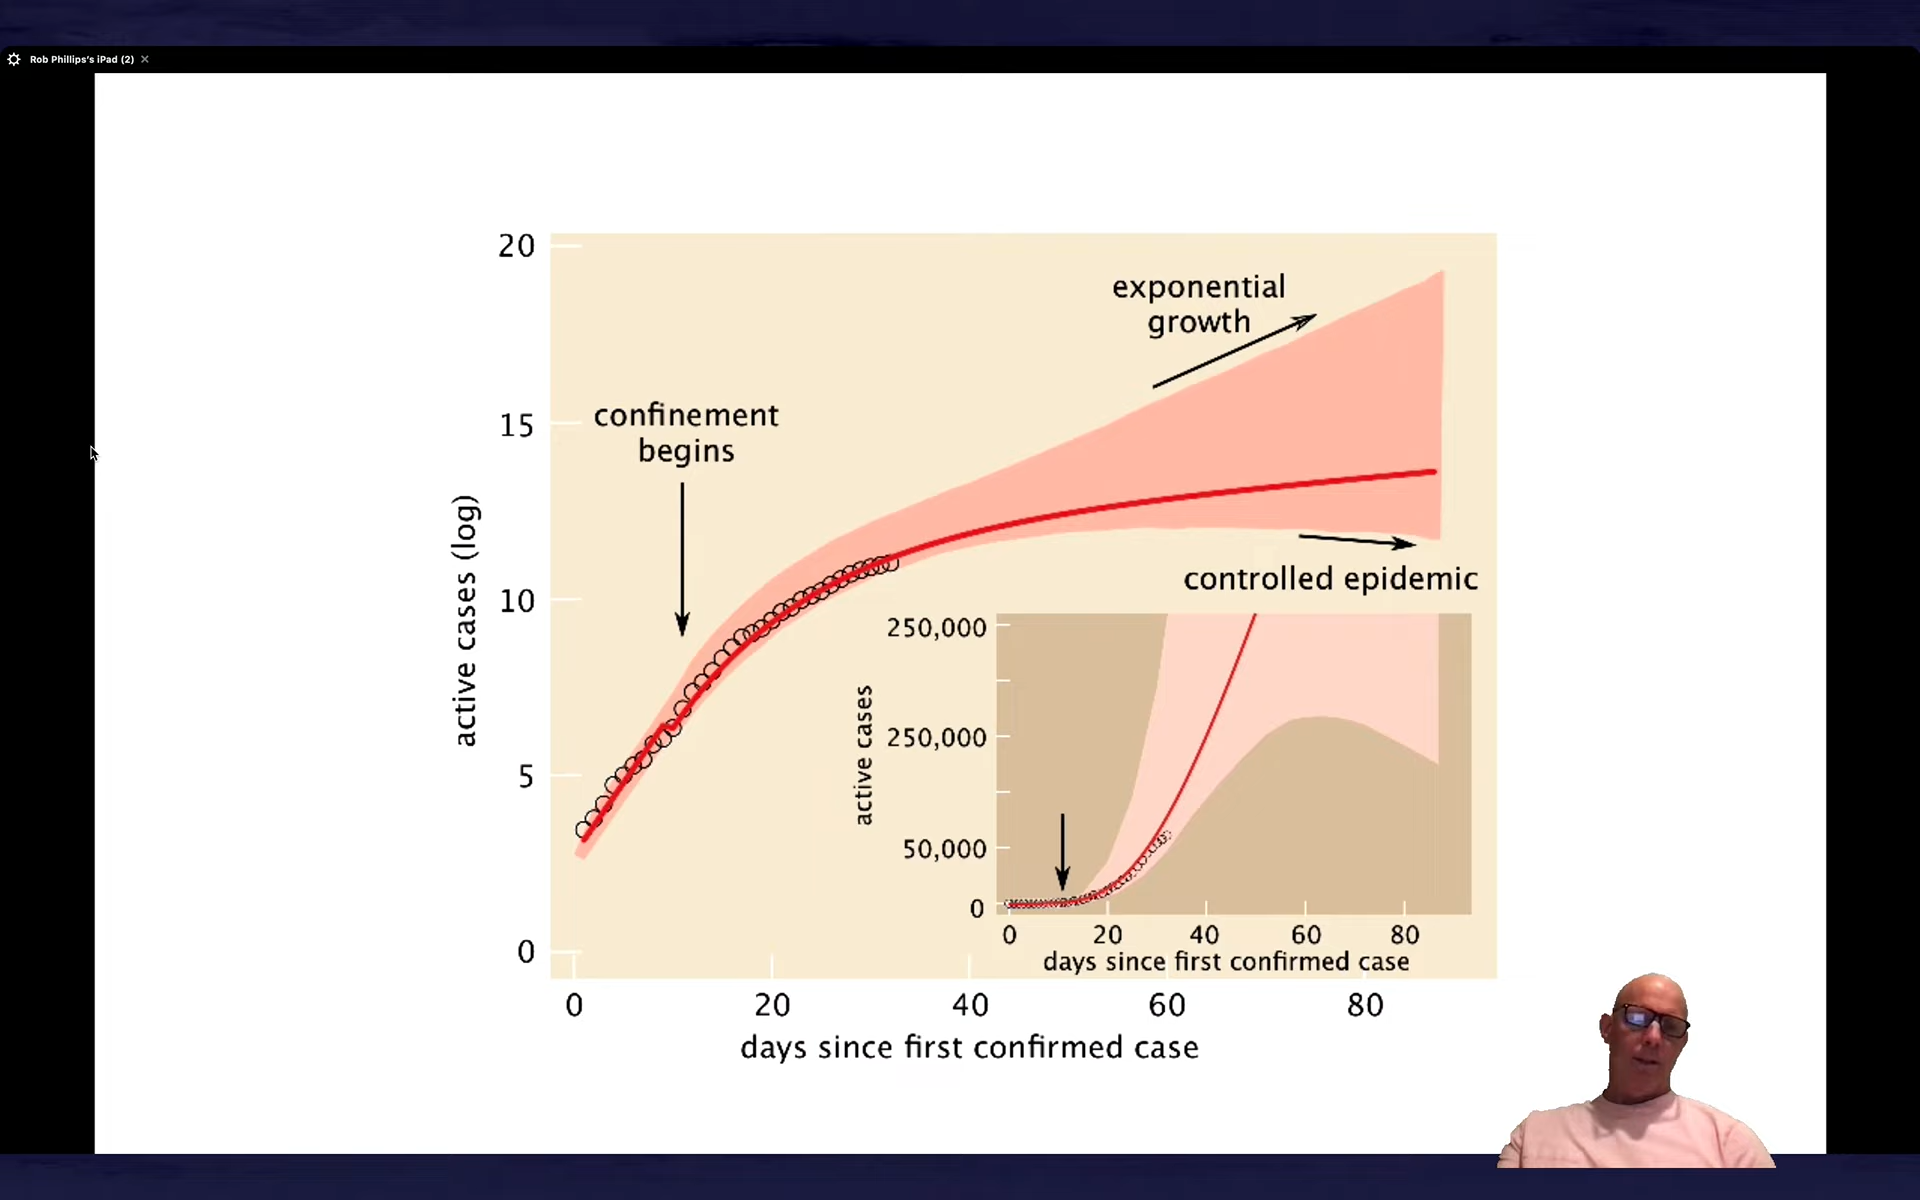 Rob Phillips's iPad (2)
20
15
10
5
0
active cases (log)
confinement
begins
exponential
growth
controlled epidemic
250,000
250,000
50,000
0
active cases
0 20 40 60 80
days since first confirmed case
0 20 40 60 80
days since first confirmed case